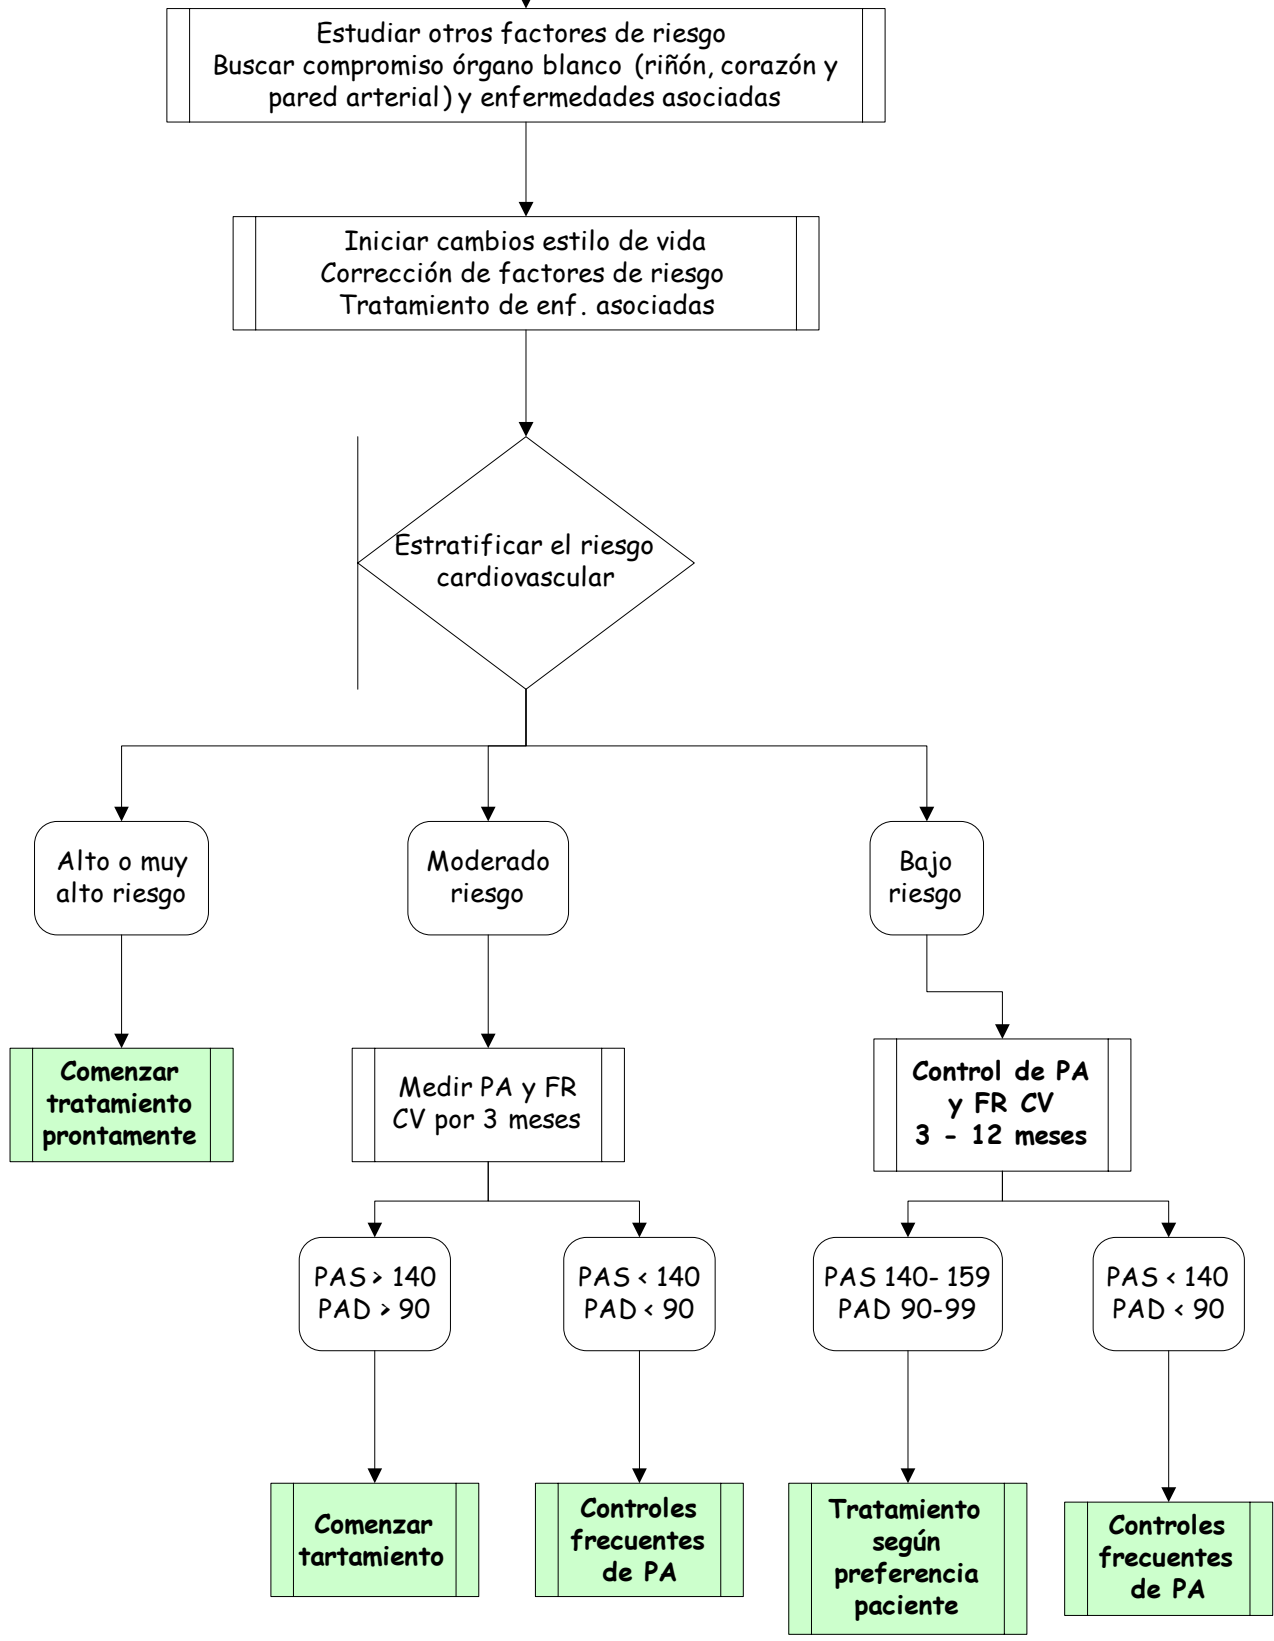 Estudiar otros factores de riesgo
Buscar compromiso órgano blanco (riñón, corazón y
pared arterial) y enfermedades asociadas
Iniciar cambios estilo de vida
Corrección de factores de riesgo
Tratamiento de enf. asociadas
Estratificar el riesgo
cardiovascular
Alto o muy
alto riesgo
Moderado
riesgo
Bajo
riesgo
Comenzar
tratamiento
prontamente
Medir PA y FR
CV por 3 meses
Control de PA
y FR CV
3 - 12 meses
PAS > 140
PAD > 90
PAS < 140
PAD < 90
PAS 140- 159
PAD 90-99
PAS < 140
PAD < 90
Comenzar
tartamiento
Controles
frecuentes
de PA
Tratamiento
según
preferencia
paciente
Controles
frecuentes
de PA